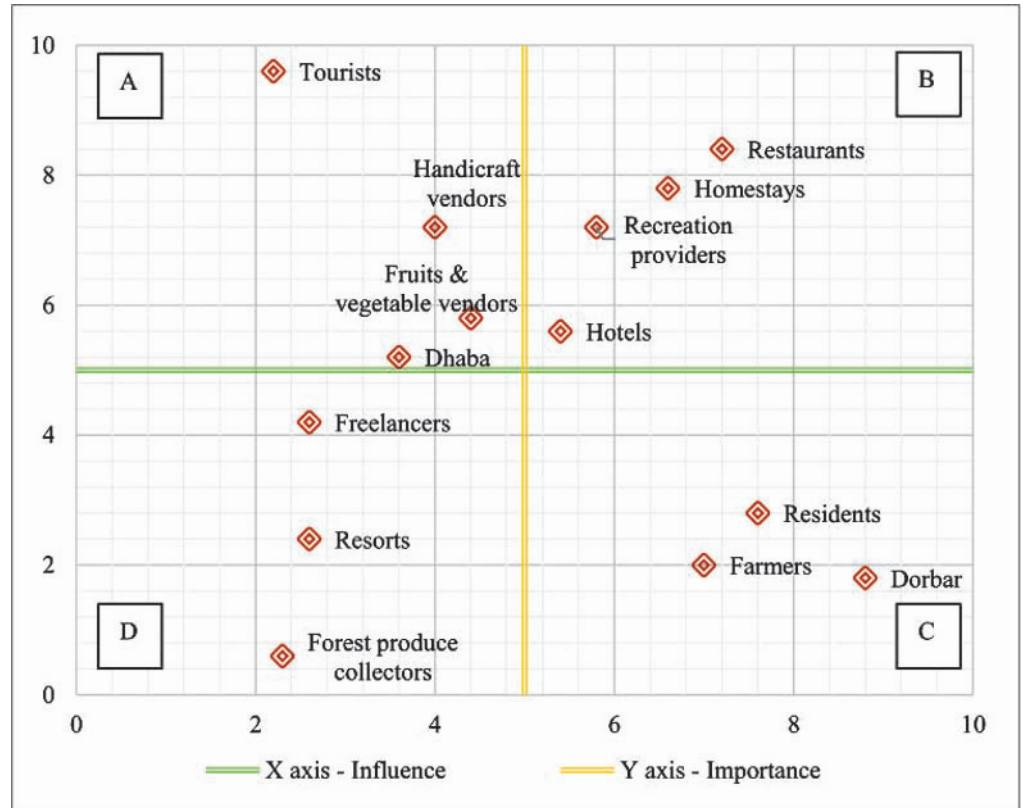 10
A
Tourists
B
Restaurants
8
Handicraft
vendors
Homestays
Recreation
providers
Fruits &
vegetable vendors
6
Hotels
Dhaba
4
Freelancers
Residents
Resorts
2
Farmers
Dorbar
D
Forest produce
collectors
C
0
0 2 4 6 8 10
X axis - Influence Y axis - Importance